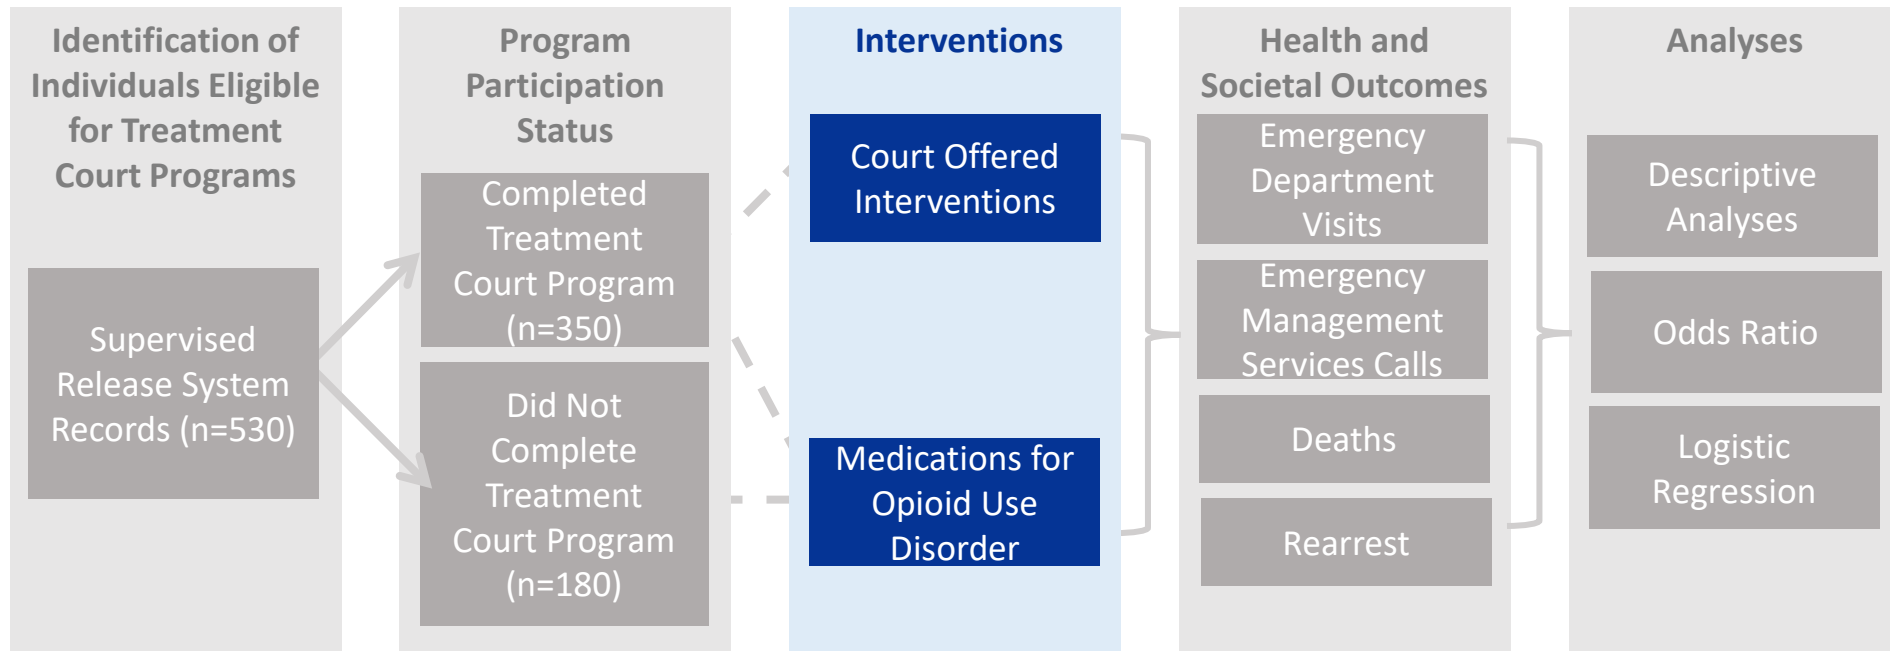 Identification of
Individuals Eligible
for Treatment
Court Programs
Supervised
Release System
Records (n=530)
Program
Participation
Status
Completed
Treatment
Court Program
(n=350)
Did Not
Complete
Treatment
Court Program
(n=180)
Interventions
Court Offered
Interventions
Medications for
Opioid Use
Disorder
Health and
Societal Outcomes
Emergency
Department
Visits
Emergency
Management
Services Calls
Deaths
Rearrest
Analyses
Descriptive
Analyses
Odds Ratio
Logistic
Regression